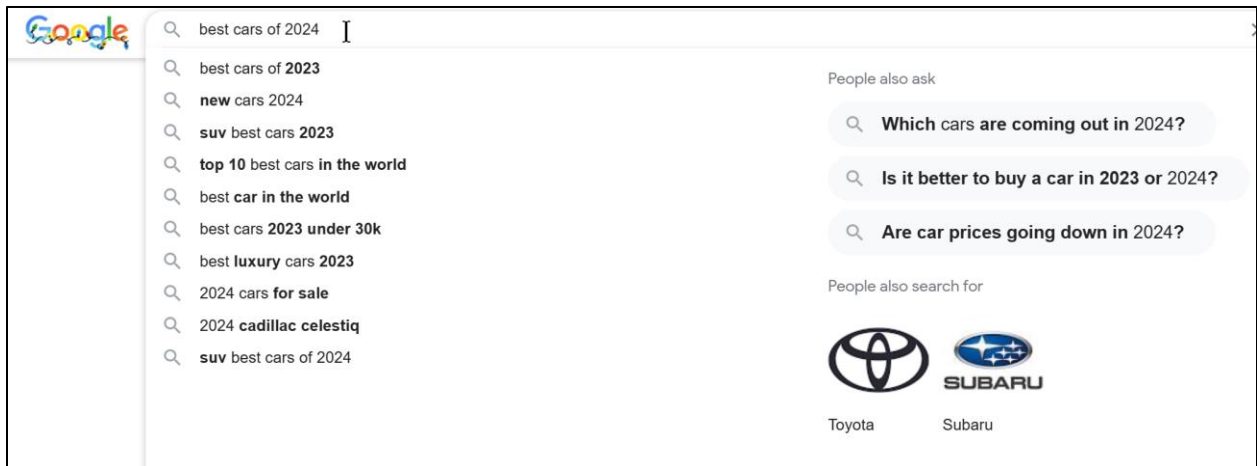 Google
best cars of 2024
best cars of 2023
new cars 2024
suv best cars 2023
top 10 best cars in the world
best car in the world
best cars 2023 under 30k
best luxury cars 2023
2024 cars for sale
2024 cadillac celestiq
suv best cars of 2024
People also ask
Which cars are coming out in 2024?
Is it better to buy a car in 2023 or 2024?
Are car prices going down in 2024?
People also search for
SUBARU
Toyota
Subaru